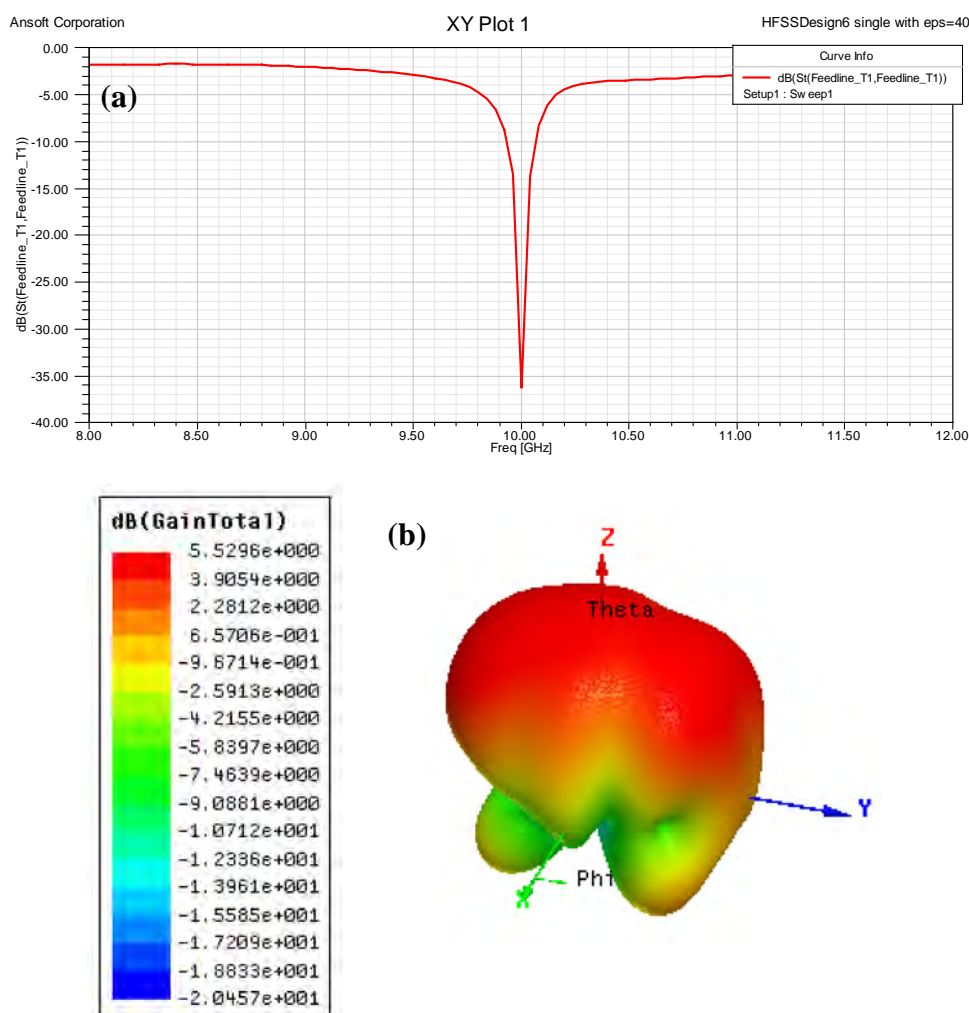 Ansoft Corporation
XY Plot 1
HFSSDesign6 single with eps=40
Curve Info
dB(St(Feedline_T1,Feedline_T1))
Setup1 : Sw eep1
(a)
dB(St(Feedline_T1,Feedline_T1))
0.00
-5.00
-10.00
-15.00
-20.00
-25.00
-30.00
-35.00
-40.00
8.00 8.50 9.00 9.50 10.00 10.50 11.00 11.50 12.00
Freq [GHz]
dB(GainTotal)
5.5296e+000
3.9054e+000
2.2812e+000
6.5706e-001
-9.6714e-001
-2.5913e+000
-4.2155e+000
-5.8397e+000
-7.4639e+000
-9.0881e+000
-1.0712e+001
-1.2336e+001
-1.3961e+001
-1.5585e+001
-1.7209e+001
-1.8833e+001
-2.0457e+001
(b)
Z
Theta
Y
Phi
X